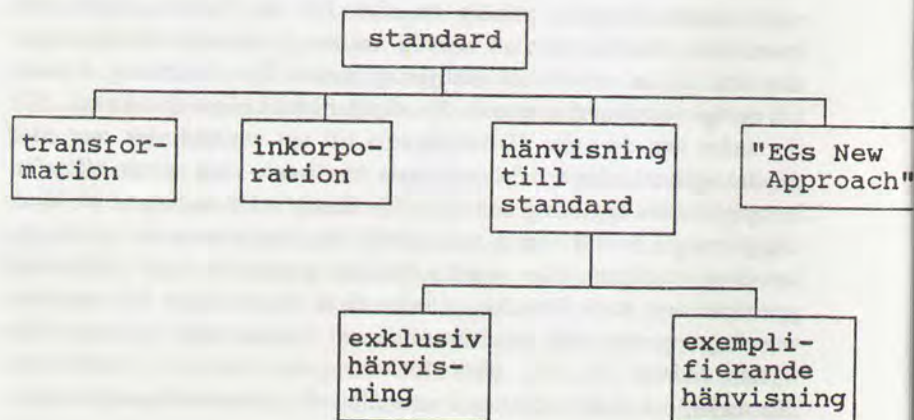 standard
transfor-
mation
inkorpo-
ration
hänvisning
till
standard
"EGs New
Approach"
exklusiv
hänvis-
ning
exempli-
fierande
hänvisning